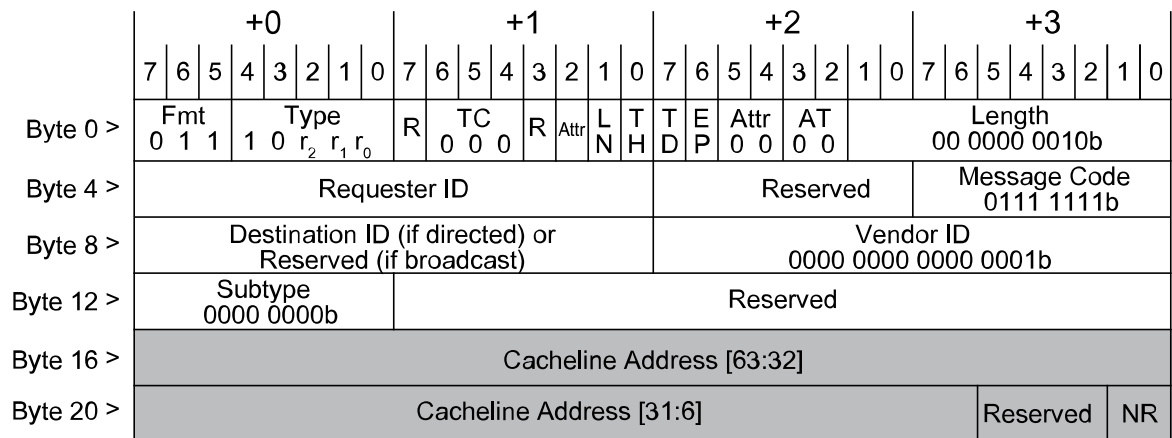 +0 +1 +2 +3
7 6 5 4 3 2 1 0 7 6 5 4 3 2 1 0 7 6 5 4 3 2 1 0 7 6 5 4 3 2 1 0
Byte 0 > Fmt 0 1 1 Type 1 0 r2 r1 r0 R TC 0 0 0 R Attr LN TH TD EP Attr 0 0 AT 0 0 Length 00 0000 0010b
Byte 4 > Requester ID Reserved Message Code 0111 1111b
Byte 8 > Destination ID (if directed) or Reserved (if broadcast) Vendor ID 0000 0000 0000 0001b
Byte 12 > Subtype 0000 0000b Reserved
Byte 16 > Cacheline Address [63:32]
Byte 20 > Cacheline Address [31:6] Reserved NR